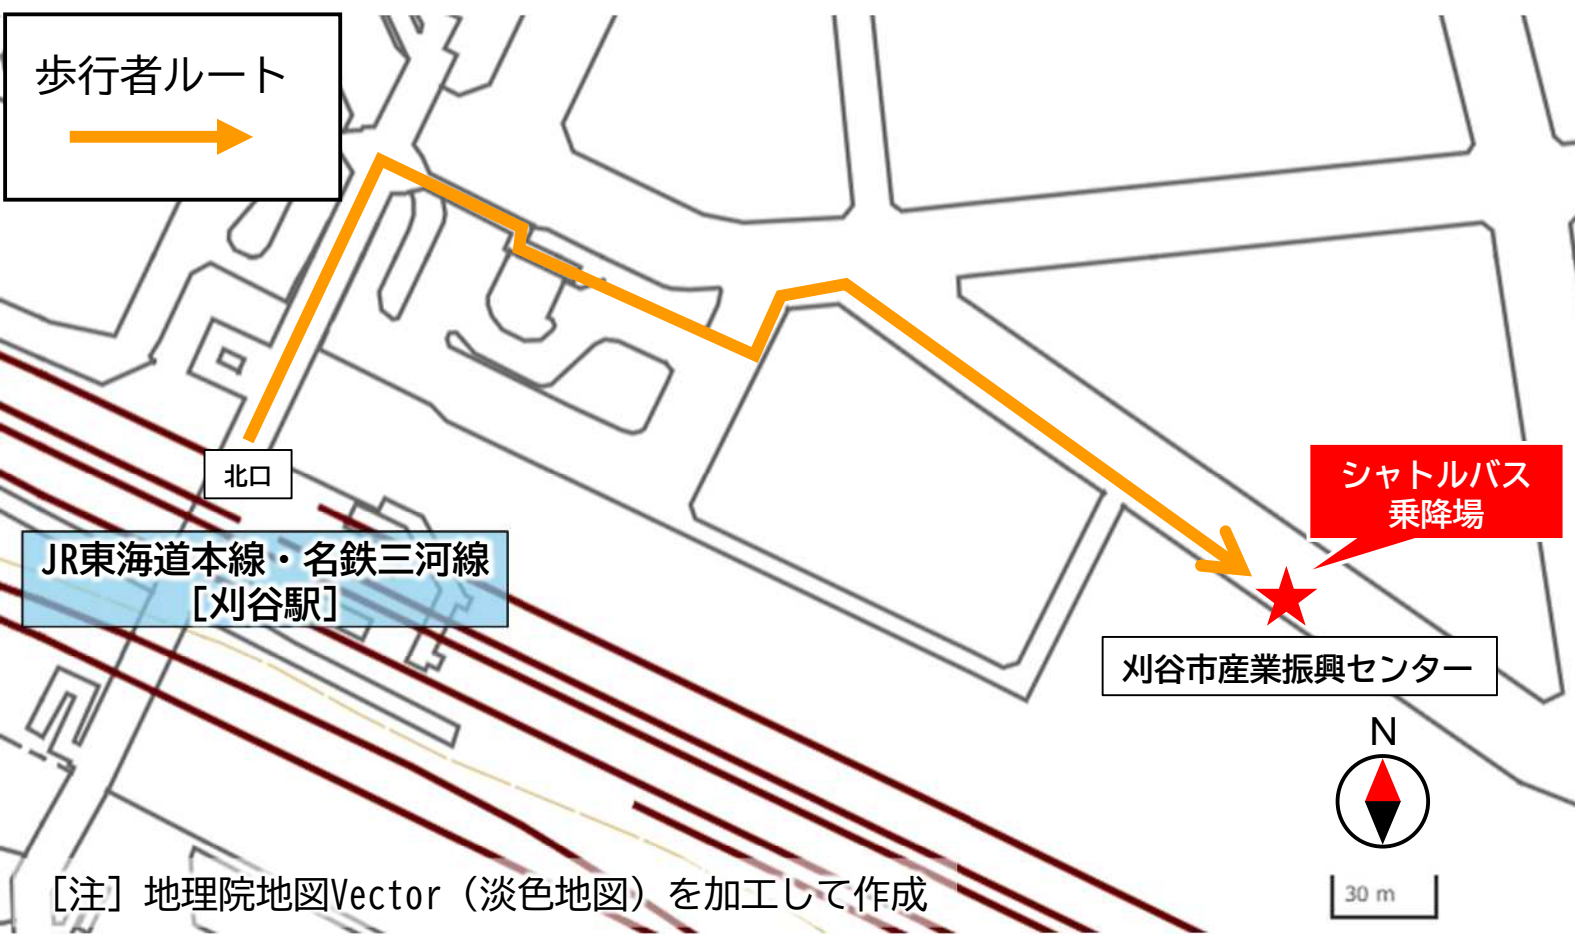 歩行者ルート
北口
JR東海道本線・名鉄三河線
[刈谷駅]
シャトルバス
乗降場
刈谷市産業振興センター
N
30 m
[注] 地理院地図Vector（淡色地図）を加工して作成